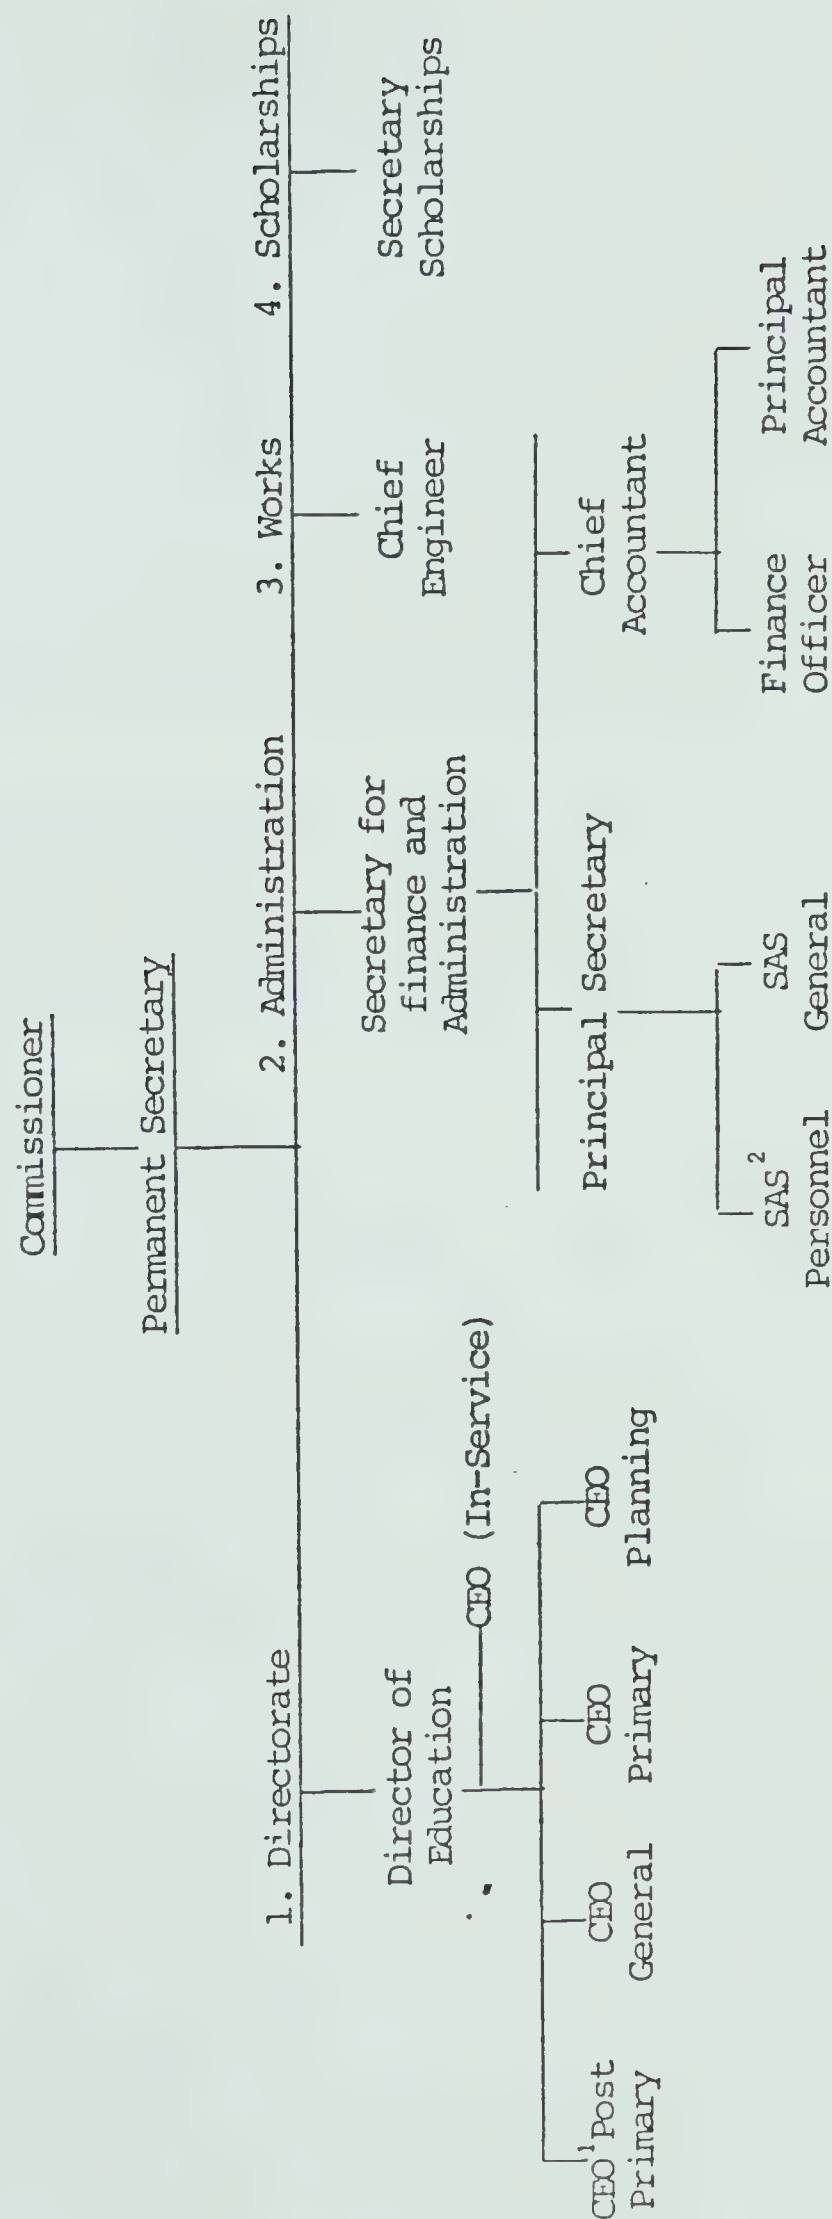 Commissioner
Permanent Secretary
1. Directorate
2. Administration
3. Works
4. Scholarships
Director of
Education
Secretary for
finance and
Administration
Chief
Engineer
Secretary
Scholarships
CEO (In-Service)
CEO¹Post
Primary
CEO
General
CEO
Primary
CEO
Planning
Principal Secretary
Chief
Accountant
SAS²
Personnel
SAS
General
Finance
Officer
Principal
Accountant